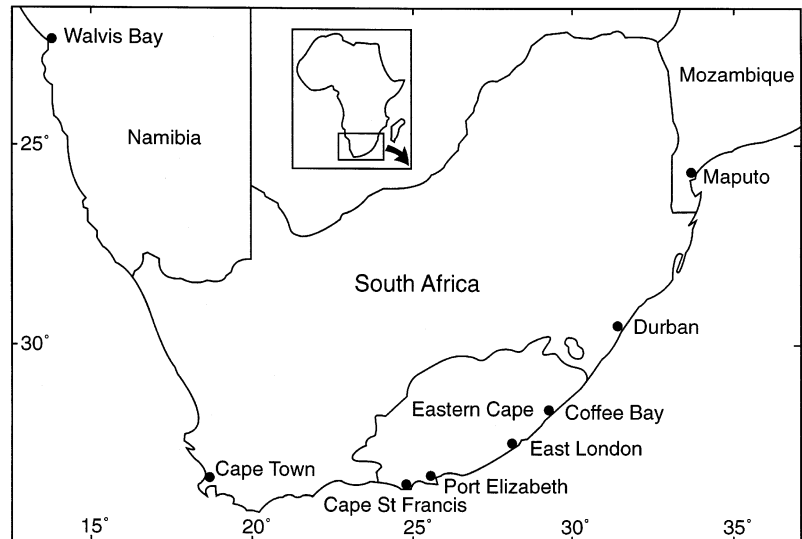 Walvis Bay
Mozambique
Namibia
25°
Maputo
South Africa
Durban
30°
Eastern Cape
Coffee Bay
East London
Cape Town
Port Elizabeth
Cape St Francis
15°
20°
25°
30°
35°